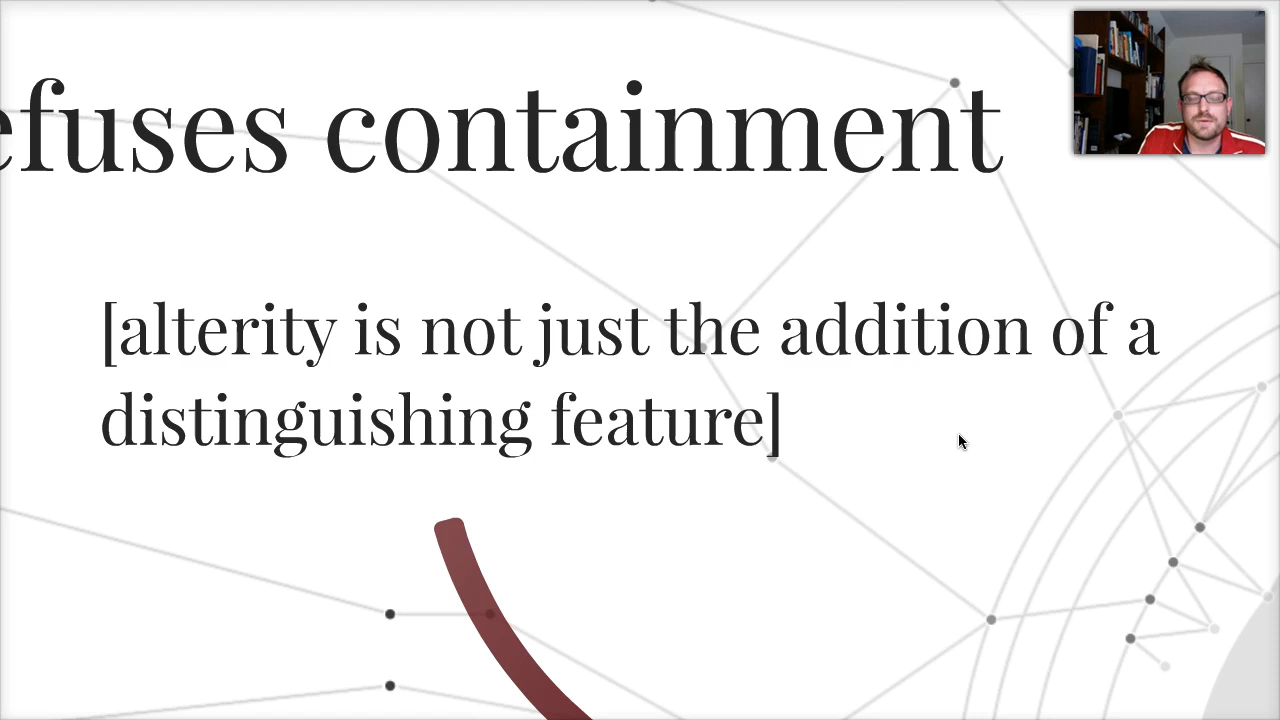 efuses containment
[alterity is not just the addition of a
distinguishing feature]